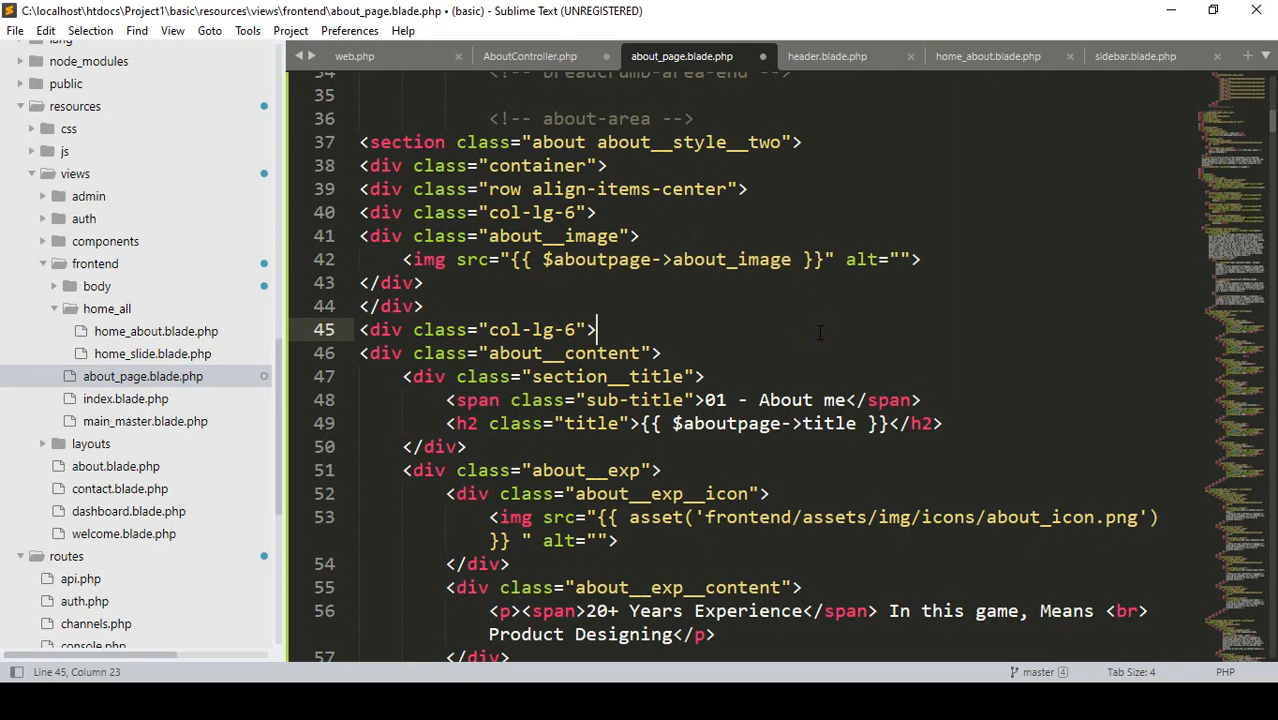 C:\localhost\htdocs\Project1\basic\resources\views\frontend\about_page.blade.php • (basic) - Sublime Text (UNREGISTERED)
File Edit Selection Find View Goto Tools Project Preferences Help
lang
node_modules
public
resources
css
js
views
admin
auth
components
frontend
body
home_all
home_about.blade.php
home_slide.blade.php
about_page.blade.php
index.blade.php
main_master.blade.php
layouts
about.blade.php
contact.blade.php
dashboard.blade.php
welcome.blade.php
routes
api.php
auth.php
channels.php
console.php
web.php AboutController.php about_page.blade.php header.php home_about.blade.php sidebar.blade.php
34 <!-- breadcrumb-area-end -->
35
36 <!-- about-area -->
37 <section class="about about__style__two">
38 <div class="container">
39 <div class="row align-items-center">
40 <div class="col-lg-6">
41 <div class="about__image">
42 <img src="{{ $aboutpage->about_image }}" alt="">
43 </div>
44 </div>
45 <div class="col-lg-6">
46 <div class="about__content">
47 <div class="section__title">
48 <span class="sub-title">01 - About me</span>
49 <h2 class="title">{{ $aboutpage->title }}</h2>
50 </div>
51 <div class="about__exp">
52 <div class="about__exp__icon">
53 <img src="{{ asset('frontend/assets/img/icons/about_icon.png')
}} " alt="">
54 </div>
55 <div class="about__exp__content">
56 <p><span>20+ Years Experience</span> In this game, Means <br>
Product Designing</p>
57 </div>
Line 45, Column 23 master 4 Tab Size: 4 PHP